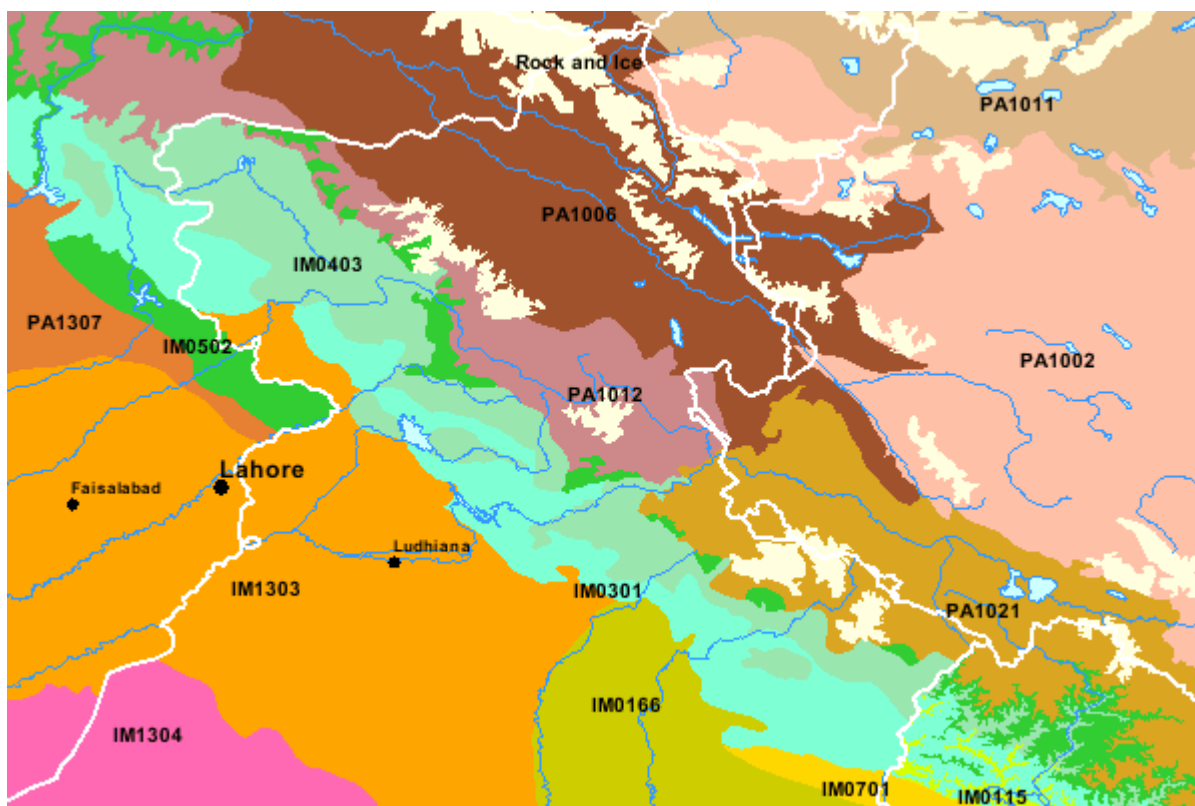 Rock and Ice
PA1011
PA1006
IM0403
PA1307
IM0502
PA1002
PA1012
Lahore
Faisalabad
Ludhiana
IM1303
IM0301
PA1021
IM0166
IM1304
IM0701
IM0115